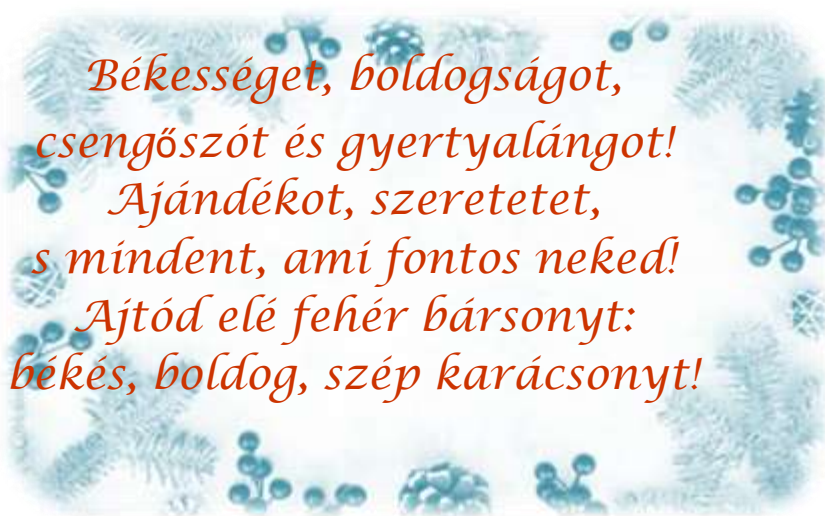 Békességet, boldogságot,
csengőszót és gyertyalángot!
Ajándékot, szeretetet,
s mindent, ami fontos neked!
Ajtód elé fehér bársonyt:
békés, boldog, szép karácsonyt!